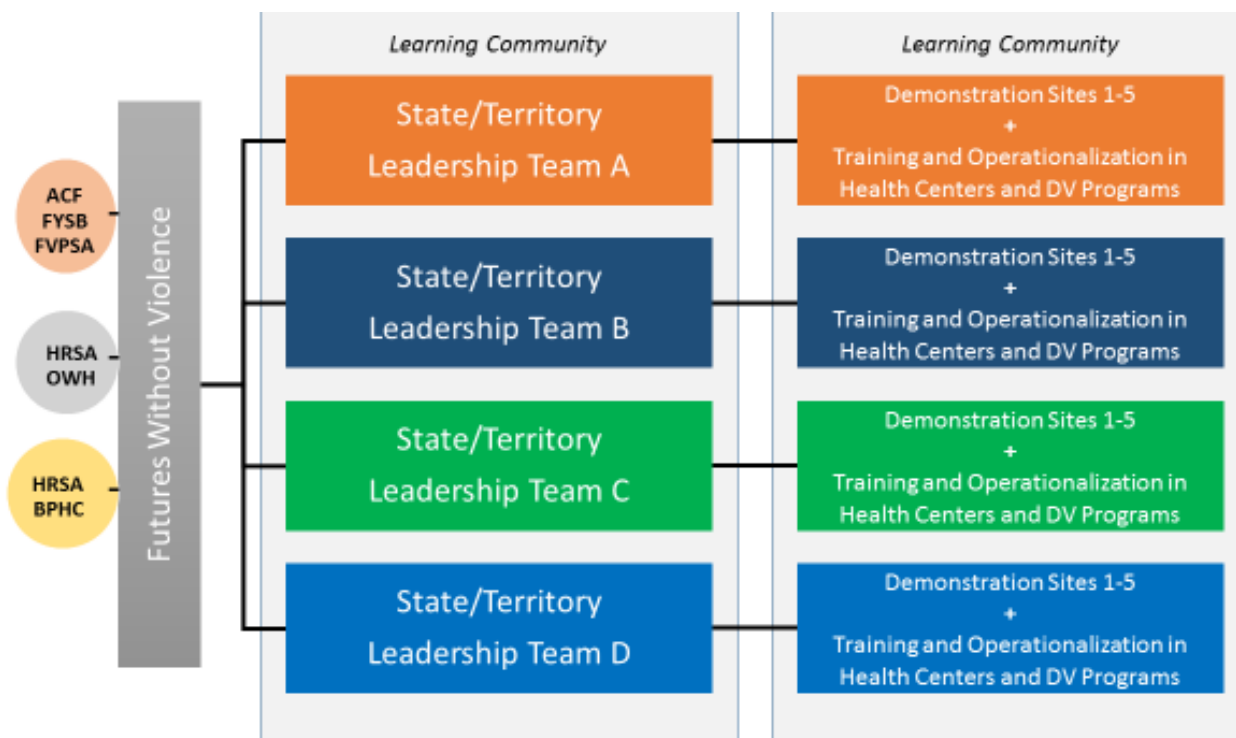 ACF
FYSB
FVPSA
HRSA
OWH
HRSA
BPHC
Futures Without Violence
Learning Community
State/Territory
Leadership Team A
State/Territory
Leadership Team B
State/Territory
Leadership Team C
State/Territory
Leadership Team D
Learning Community
Demonstration Sites 1-5
+
Training and Operationalization in
Health Centers and DV Programs
Demonstration Sites 1-5
+
Training and Operationalization in
Health Centers and DV Programs
Demonstration Sites 1-5
+
Training and Operationalization in
Health Centers and DV Programs
Demonstration Sites 1-5
+
Training and Operationalization in
Health Centers and DV Programs